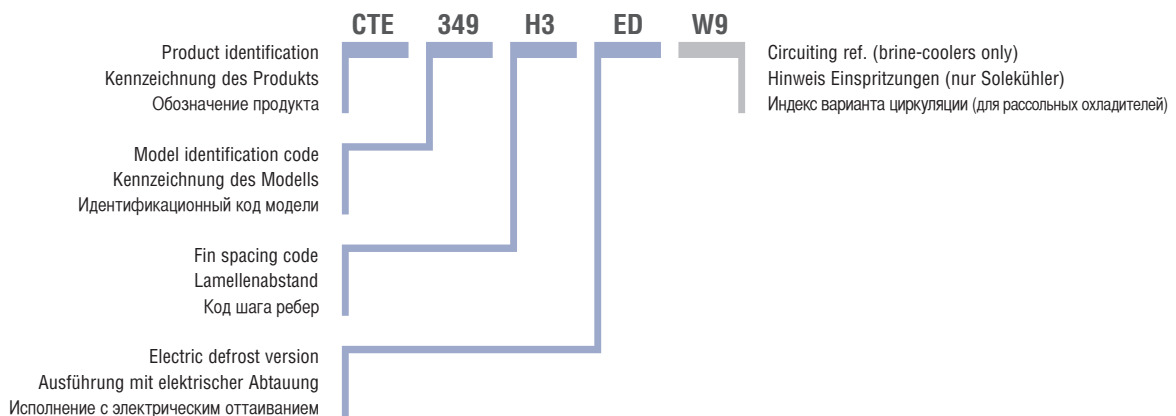 CTE 349 H3 ED W9
Product identification
Kennzeichnung des Produkts
Обозначение продукта
Circuiting ref. (brine-coolers only)
Hinweis Einspritzungen (nur Solekühler)
Индекс варианта циркуляции (для рассольных охладителей)
Model identification code
Kennzeichnung des Modells
Идентификационный код модели
Fin spacing code
Lamellenabstand
Код шага ребер
Electric defrost version
Ausführung mit elektrischer Abtauung
Исполнение с электрическим оттаиванием